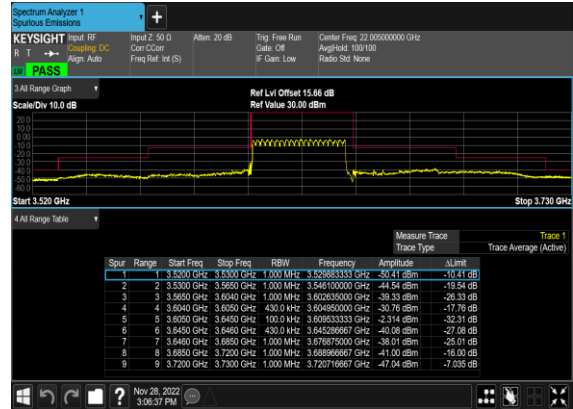 Spectrum Analyzer 1
Spurious Emissions
KEYSIGHT Input: RF Input Z: 50 Ω Atten: 20 dB Trig: Free Run Center Freq: 22.005000000 GHz
R T Coupling: DC Corr CCorr Gate: Off Avg|Hold: 100/100
Align: Auto Freq Ref: Int (S) IF Gain: Low Radio Std: None
PASS
3 All Range Graph
Ref Lvl Offset 15.66 dB
Scale/Div 10.0 dB Ref Value 30.00 dBm
20.0
10.0
0.00
-10.0
-20.0
-30.0
-40.0
-50.0
-60.0
Start 3.520 GHz Stop 3.730 GHz
4 All Range Table
Measure Trace Trace 1
Trace Type Trace Average (Active)
Spur Range Start Freq Stop Freq RBW Frequency Amplitude ΔLimit
1 1 3.5200 GHz 3.5300 GHz 1.000 MHz 3.529883333 GHz -50.41 dBm -10.41 dB
2 2 3.5300 GHz 3.5650 GHz 1.000 MHz 3.546100000 GHz -44.54 dBm -19.54 dB
3 3 3.5650 GHz 3.6040 GHz 1.000 MHz 3.602635000 GHz -39.33 dBm -26.33 dB
4 4 3.6040 GHz 3.6050 GHz 430.0 kHz 3.604950000 GHz -30.76 dBm -17.76 dB
5 5 3.6050 GHz 3.6450 GHz 100.0 kHz 3.609533333 GHz -2.314 dBm -32.31 dB
6 6 3.6450 GHz 3.6460 GHz 430.0 kHz 3.645286667 GHz -40.08 dBm -27.08 dB
7 7 3.6460 GHz 3.6850 GHz 1.000 MHz 3.676875000 GHz -38.01 dBm -25.01 dB
8 8 3.6850 GHz 3.7200 GHz 1.000 MHz 3.688966667 GHz -41.00 dBm -16.00 dB
9 9 3.7200 GHz 3.7300 GHz 1.000 MHz 3.720716667 GHz -47.04 dBm -7.035 dB
Nov 28, 2022
3:06:37 PM